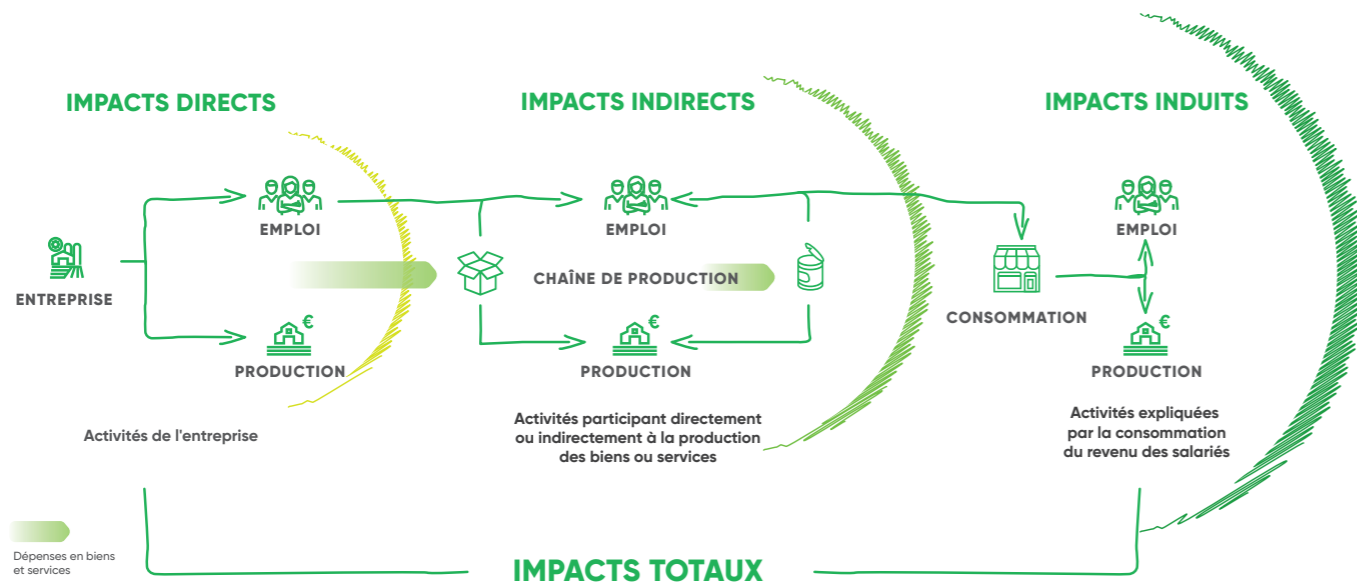 IMPACTS DIRECTS
IMPACTS INDIRECTS
IMPACTS INDUITS
EMPLOI
EMPLOI
EMPLOI
ENTREPRISE
CHAÎNE DE PRODUCTION
CONSOMMATION
€
PRODUCTION
€
PRODUCTION
€
PRODUCTION
Activités de l'entreprise
Activités participant directement
ou indirectement à la production
des biens ou services
Activités expliquées
par la consommation
du revenu des salariés
Dépenses en biens
et services
IMPACTS TOTAUX